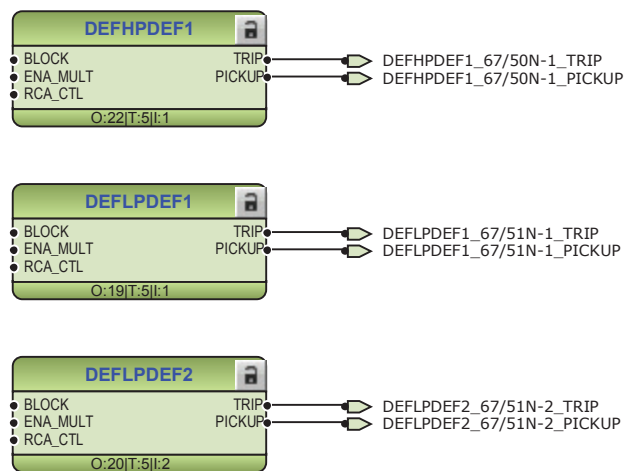 DEFHPDEF1
BLOCK TRIP DEFHPDEF1_67/50N-1_TRIP
ENA_MULT PICKUP DEFHPDEF1_67/50N-1_PICKUP
RCA_CTL
O:22|T:5|I:1
DEFLPDEF1
BLOCK TRIP DEFLPDEF1_67/51N-1_TRIP
ENA_MULT PICKUP DEFLPDEF1_67/51N-1_PICKUP
RCA_CTL
O:19|T:5|I:1
DEFLPDEF2
BLOCK TRIP DEFLPDEF2_67/51N-2_TRIP
ENA_MULT PICKUP DEFLPDEF2_67/51N-2_PICKUP
RCA_CTL
O:20|T:5|I:2